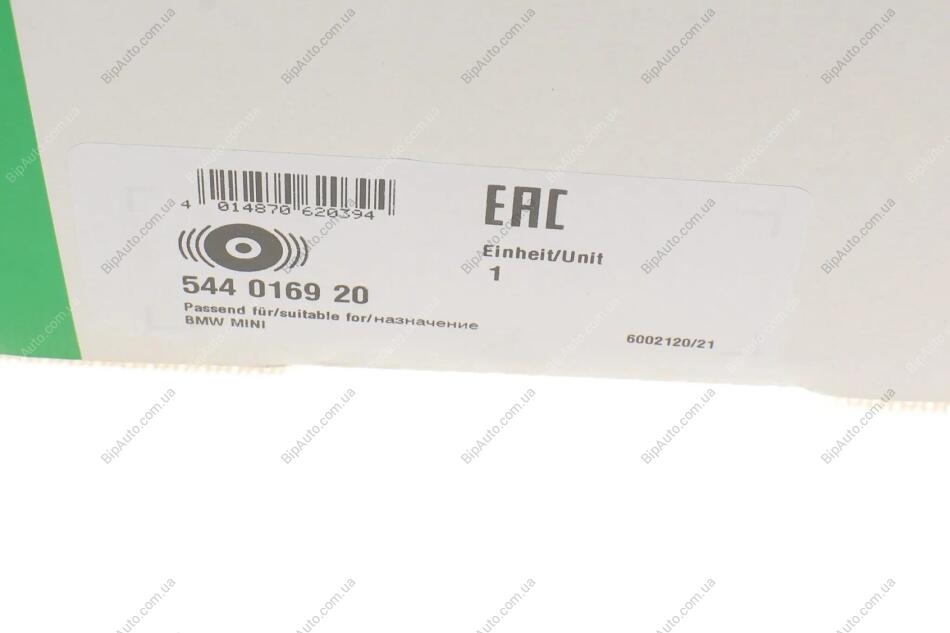 4 014870 620394
EAC
Einheit/Unit
1
544 0169 20
Passend für/suitable for/назначение
BMW MINI
6002120/21
BipAuto.com.ua